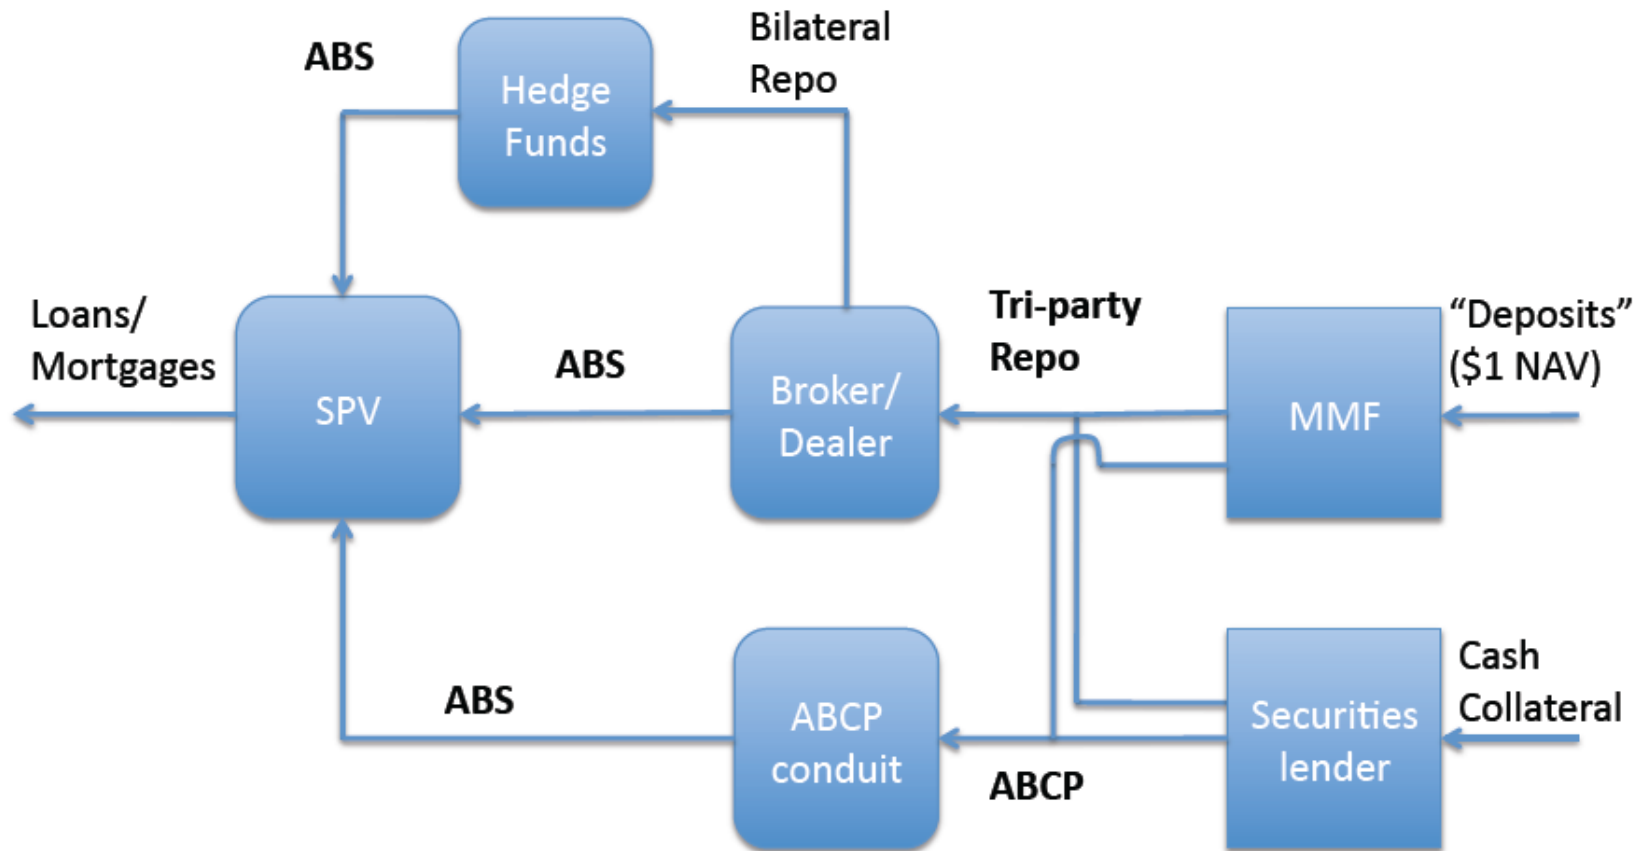 ABS
Hedge
Funds
Bilateral
Repo
Loans/
Mortgages
SPV
ABS
Broker/
Dealer
Tri-party
Repo
MMF
“Deposits”
($1 NAV)
ABS
ABCP
conduit
ABCP
Securities
lender
Cash
Collateral